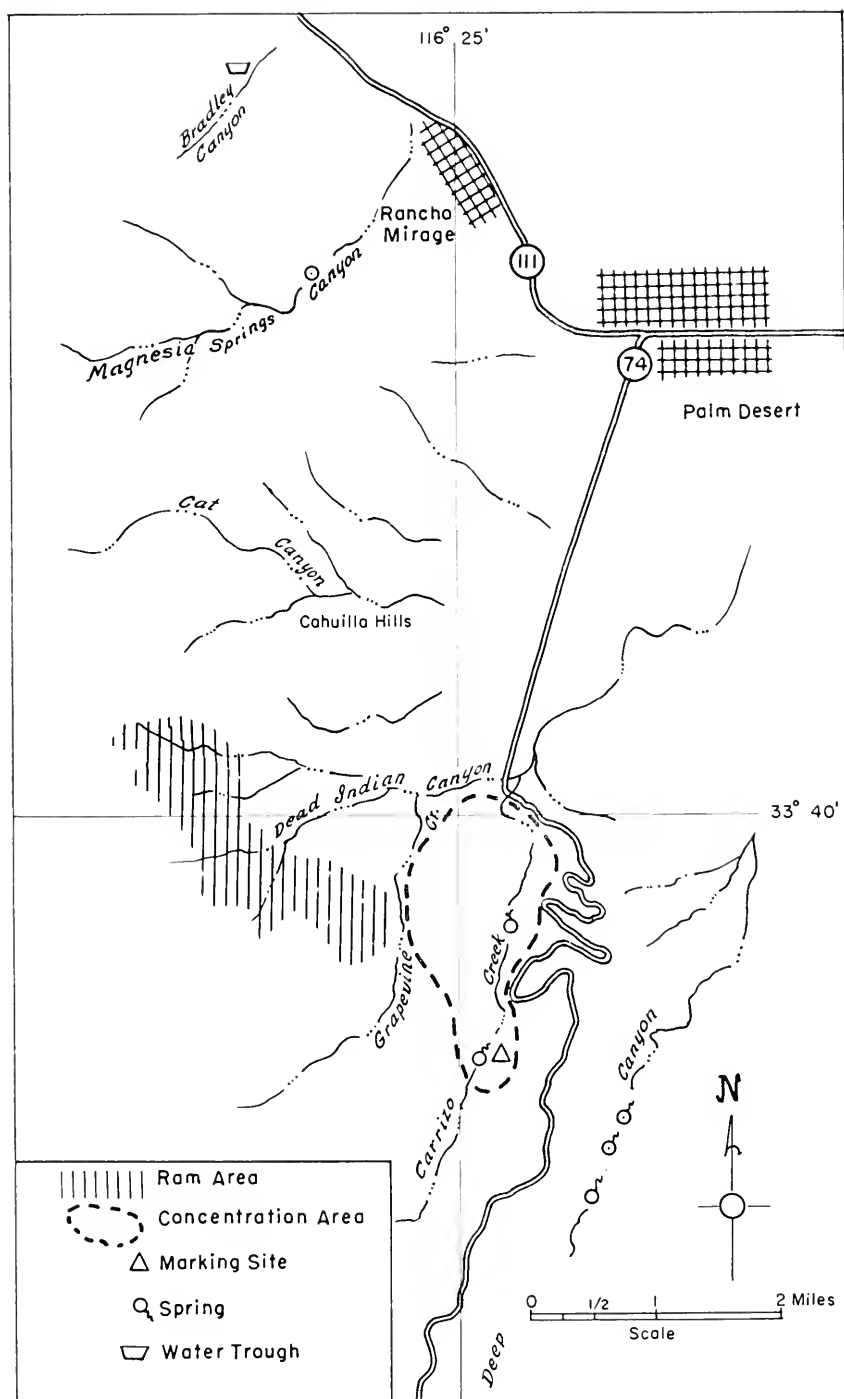 116° 25'
Bradley
Canyon
Rancho
Mirage
111
Magnesia Springs Canyon
74
Palm Desert
Cat
Canyon
Cahuilla Hills
Dead Indian Canyon
33° 40'
Grapevine Cr.
Carrizo Creek
Deep Canyon
N
Ram Area
Concentration Area
Marking Site
Spring
Water Trough
0 1/2 1 2 Miles
Scale